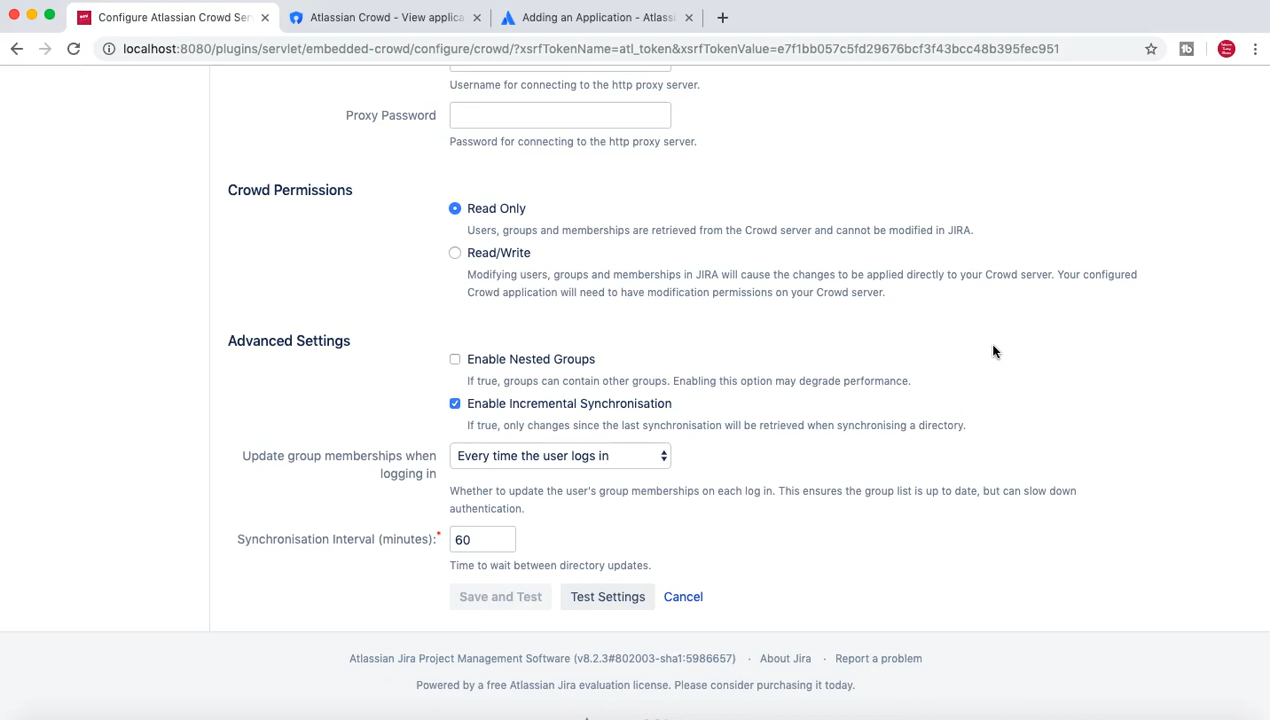 Configure Atlassian Crowd Ser
Atlassian Crowd - View applica
Adding an Application - Atlassi
localhost:8080/plugins/servlet/embedded-crowd/configure/crowd/?xsrfTokenName=atl_token&xsrfTokenValue=e7f1bb057c5fd29676bcf3f43bcc48b395fec951
Username for connecting to the http proxy server.
Proxy Password
Password for connecting to the http proxy server.
Crowd Permissions
Read Only
Users, groups and memberships are retrieved from the Crowd server and cannot be modified in JIRA.
Read/Write
Modifying users, groups and memberships in JIRA will cause the changes to be applied directly to your Crowd server. Your configured
Crowd application will need to have modification permissions on your Crowd server.
Advanced Settings
Enable Nested Groups
If true, groups can contain other groups. Enabling this option may degrade performance.
Enable Incremental Synchronisation
If true, only changes since the last synchronisation will be retrieved when synchronising a directory.
Update group memberships when
logging in
Every time the user logs in
Whether to update the user's group memberships on each log in. This ensures the group list is up to date, but can slow down
authentication.
Synchronisation Interval (minutes):* 60
Time to wait between directory updates.
Save and Test Test Settings Cancel
Atlassian Jira Project Management Software (v8.2.3#802003-sha1:5986657) · About Jira · Report a problem
Powered by a free Atlassian Jira evaluation license. Please consider purchasing it today.